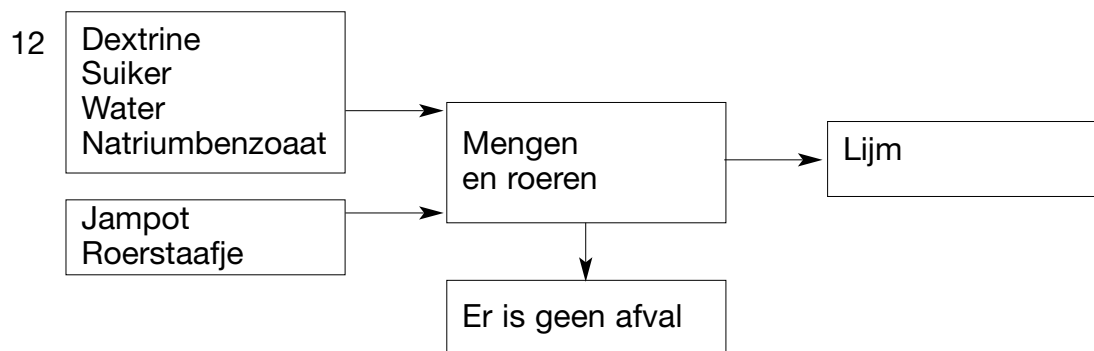 12
Dextrine
Suiker
Water
Natriumbenzoaat
Jampot
Roerstaafje
Mengen
en roeren
Er is geen afval
Lijm